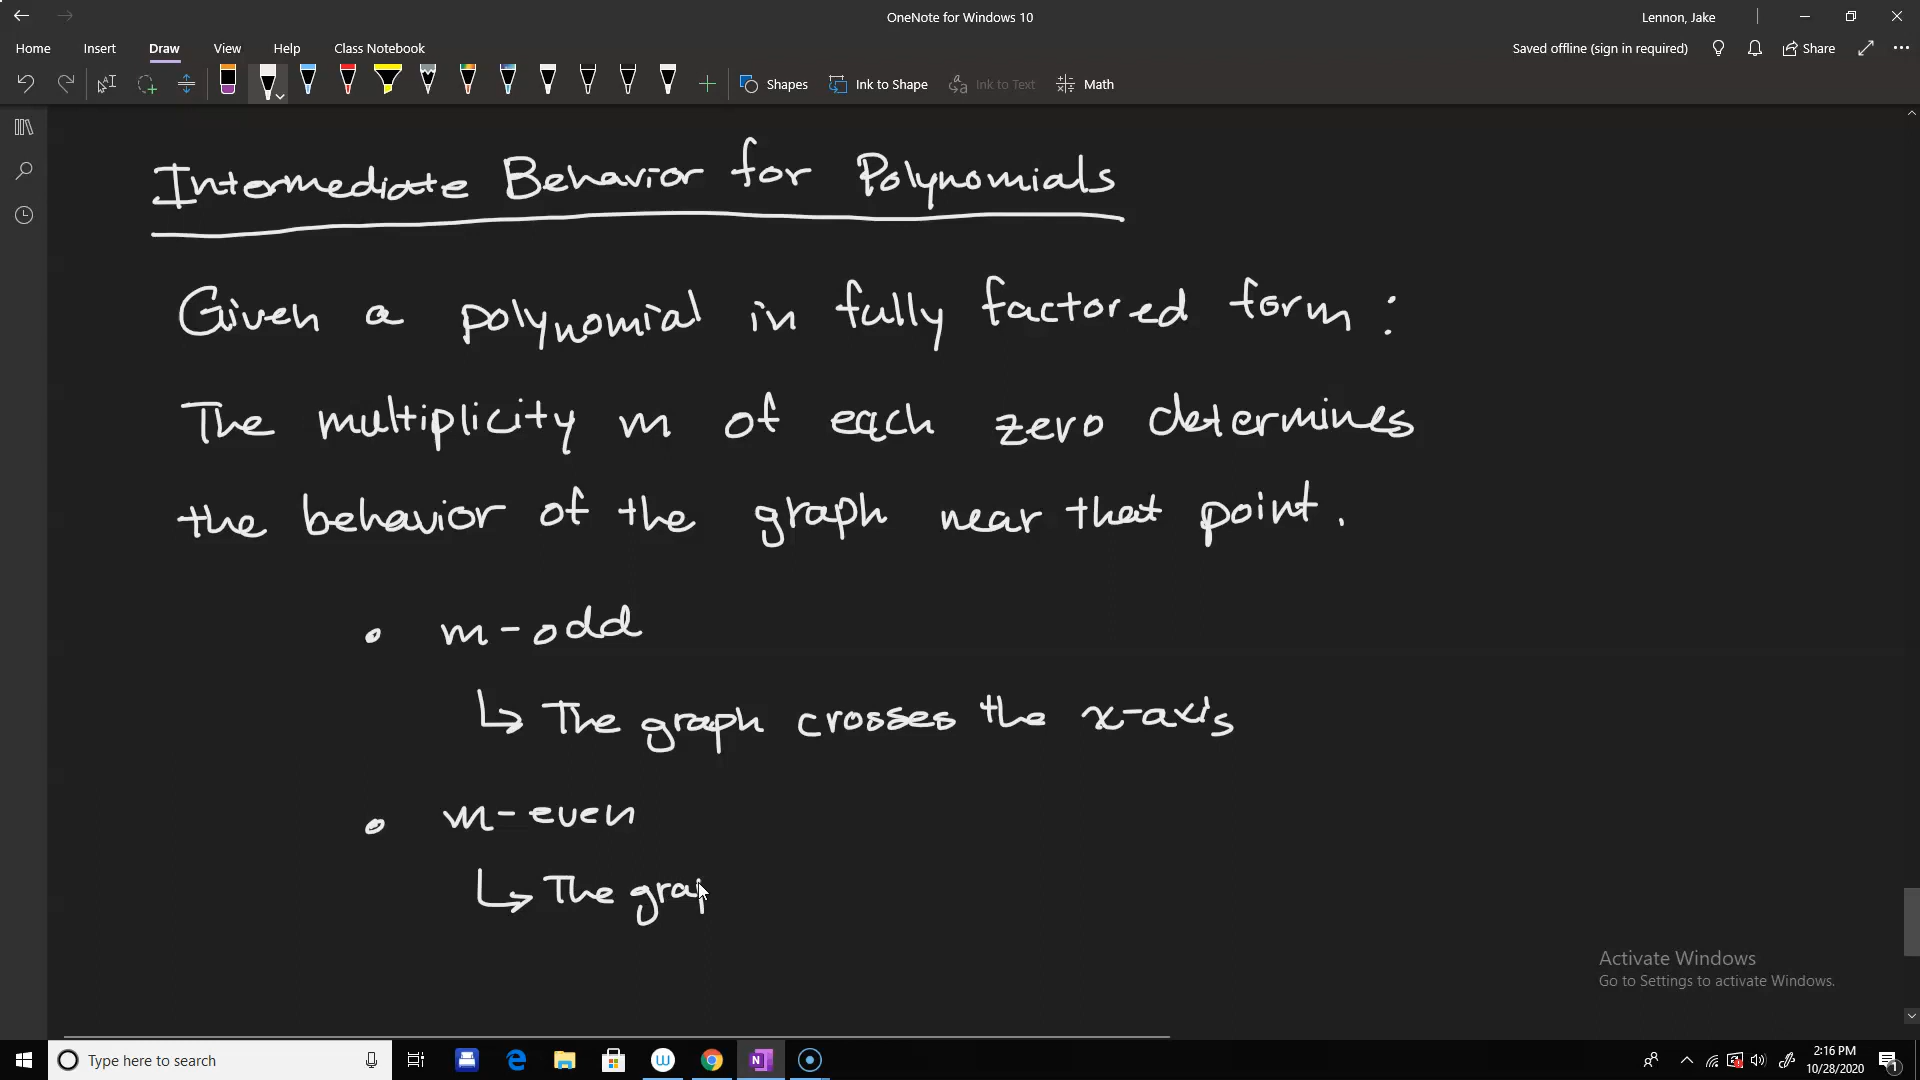 OneNote for Windows 10
Lennon, Jake
Home Insert Draw View Help Class Notebook
Saved offline (sign in required) Share
Shapes Ink to Shape Ink to Text Math
Intermediate Behavior for Polynomials
Given a polynomial in fully factored form :
The multiplicity m of each zero determines
the behavior of the graph near that point.
• m-odd
↳ The graph crosses the x-axis
• m-even
↳ The grap
Activate Windows
Go to Settings to activate Windows.
Type here to search
2:16 PM
10/28/2020
1